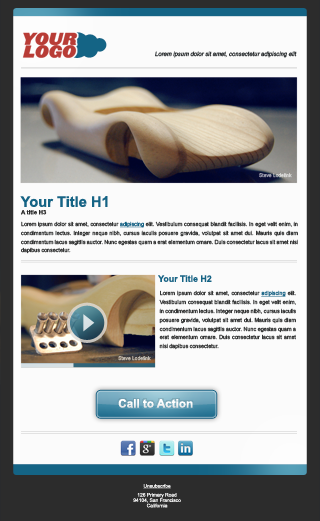 YOUR
LOGO
Lorem ipsum dolor sit amet, consectetur adipiscing elit
Steve Lodelink
Your Title H1
A title H3
Lorem ipsum dolor sit amet, consectetur adipiscing elit. Vestibulum consequat blandit facilisis. In eget velit enim, in
condimentum lectus. Integer neque nibh, cursus iaculis posuere gravida, volutpat sit amet dui. Mauris quis diam
condimentum lacus sagittis auctor. Nunc egestas quam a erat elementum ornare. Duis consectetur lacus sit amet nisi
dapibus consectetur.
Steve Lodelink
Your Title H2
Lorem ipsum dolor sit amet, consectetur adipiscing elit.
Vestibulum consequat blandit facilisis. In eget velit enim,
in condimentum lectus. Integer neque nibh, cursus
iaculis posuere gravida, volutpat sit amet dui. Mauris
quis diam condimentum lacus sagittis auctor. Nunc
egestas quam a erat elementum ornare. Duis consectetur lacus sit amet
nisi dapibus consectetur.
Call to Action
Unsubscribe
126 Primary Road
94104, San Francisco
California